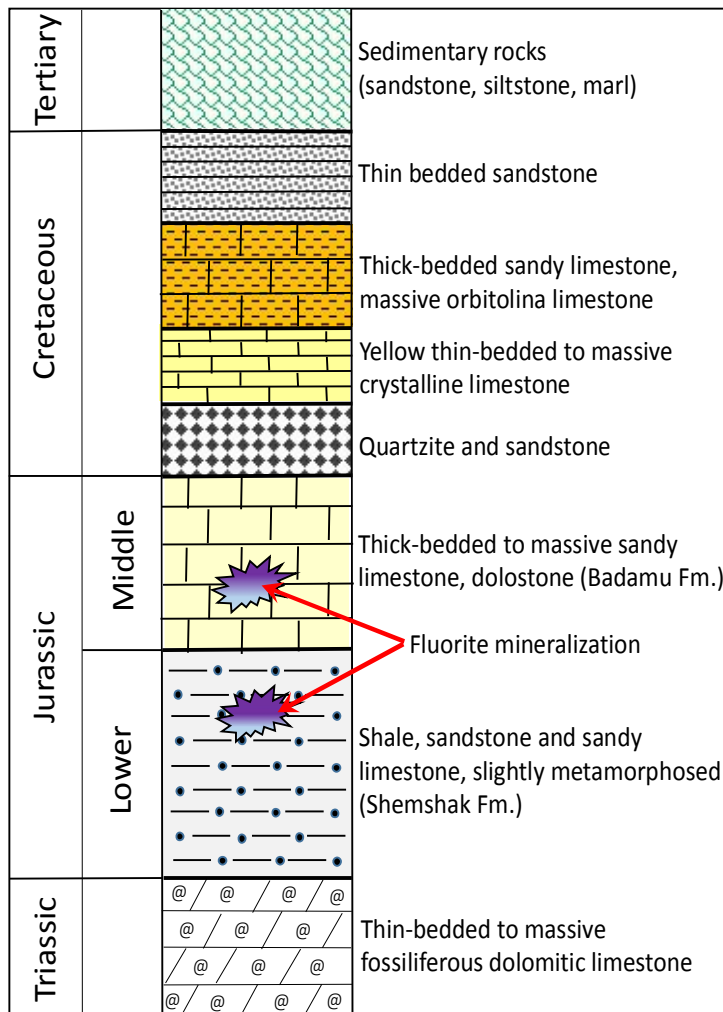 Tertiary
Sedimentary rocks
(sandstone, siltstone, marl)
Cretaceous
Thin bedded sandstone
Thick-bedded sandy limestone,
massive orbitolina limestone
Yellow thin-bedded to massive
crystalline limestone
Quartzite and sandstone
Jurassic
Middle
Thick-bedded to massive sandy
limestone, dolostone (Badamu Fm.)
Fluorite mineralization
Lower
Shale, sandstone and sandy
limestone, slightly metamorphosed
(Shemshak Fm.)
Triassic
@ @ @ @
@ @ @
@ @ @
@ @ @ @
Thin-bedded to massive
fossiliferous dolomitic limestone